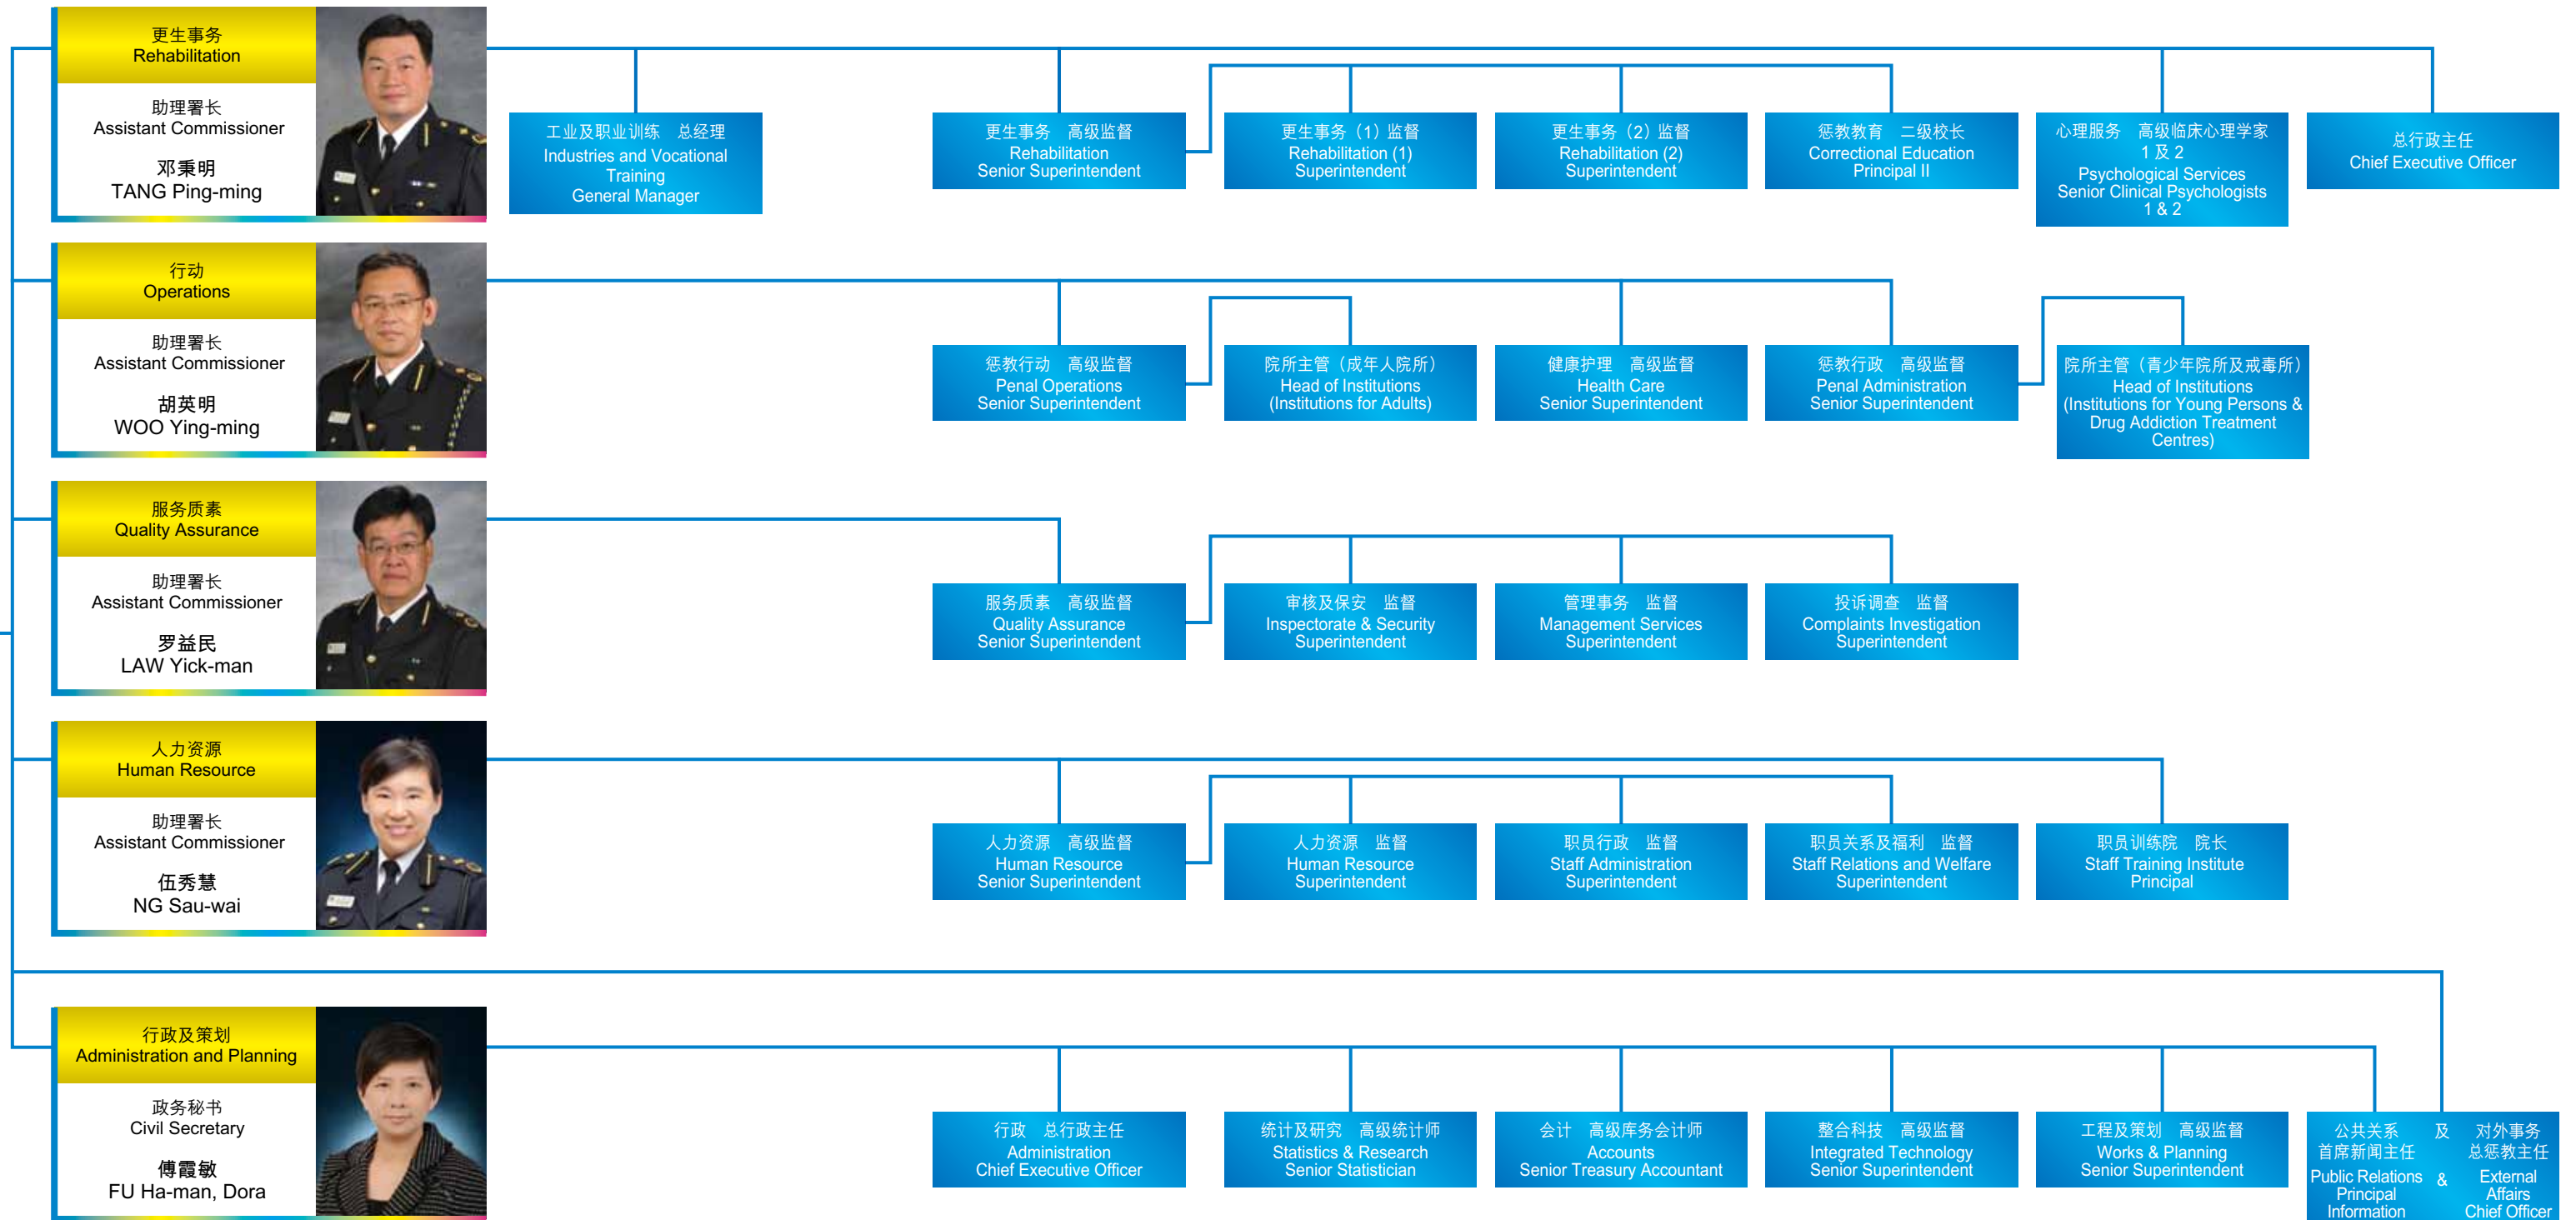 更生事务
Rehabilitation
助理署长
Assistant Commissioner
邓秉明
TANG Ping-ming
工业及职业训练 总经理
Industries and Vocational
Training
General Manager
更生事务 高级监督
Rehabilitation
Senior Superintendent
更生事务（1）监督
Rehabilitation (1)
Superintendent
更生事务（2）监督
Rehabilitation (2)
Superintendent
惩教教育 二级校长
Correctional Education
Principal II
心理服务 高级临床心理学家
1 及 2
Psychological Services
Senior Clinical Psychologists
1 & 2
总行政主任
Chief Executive Officer
行动
Operations
助理署长
Assistant Commissioner
胡英明
WOO Ying-ming
惩教行动 高级监督
Penal Operations
Senior Superintendent
院所主管（成年人院所）
Head of Institutions
(Institutions for Adults)
健康护理 高级监督
Health Care
Senior Superintendent
惩教行政 高级监督
Penal Administration
Senior Superintendent
院所主管（青少年院所及戒毒所）
Head of Institutions
(Institutions for Young Persons &
Drug Addiction Treatment
Centres)
服务质素
Quality Assurance
助理署长
Assistant Commissioner
罗益民
LAW Yick-man
服务质素 高级监督
Quality Assurance
Senior Superintendent
审核及保安 监督
Inspectorate & Security
Superintendent
管理事务 监督
Management Services
Superintendent
投诉调查 监督
Complaints Investigation
Superintendent
人力资源
Human Resource
助理署长
Assistant Commissioner
伍秀慧
NG Sau-wai
人力资源 高级监督
Human Resource
Senior Superintendent
人力资源 监督
Human Resource
Superintendent
职员行政 监督
Staff Administration
Superintendent
职员关系及福利 监督
Staff Relations and Welfare
Superintendent
职员训练院 院长
Staff Training Institute
Principal
行政及策划
Administration and Planning
政务秘书
Civil Secretary
傅霞敏
FU Ha-man, Dora
行政 总行政主任
Administration
Chief Executive Officer
统计及研究 高级统计师
Statistics & Research
Senior Statistician
会计 高级库务会计师
Accounts
Senior Treasury Accountant
整合科技 高级监督
Integrated Technology
Senior Superintendent
工程及策划 高级监督
Works & Planning
Senior Superintendent
公共关系 及 对外事务
首席新闻主任 总惩教主任
Public Relations & External
Principal Affairs
Information Chief Officer